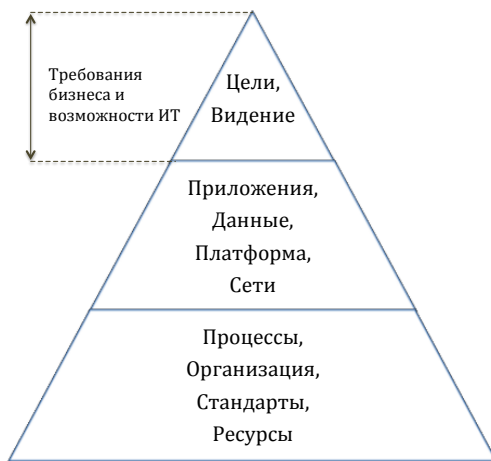 Требования
бизнеса и
возможности ИТ
Цели,
Видение
Приложения,
Данные,
Платформа,
Сети
Процессы,
Организация,
Стандарты,
Ресурсы